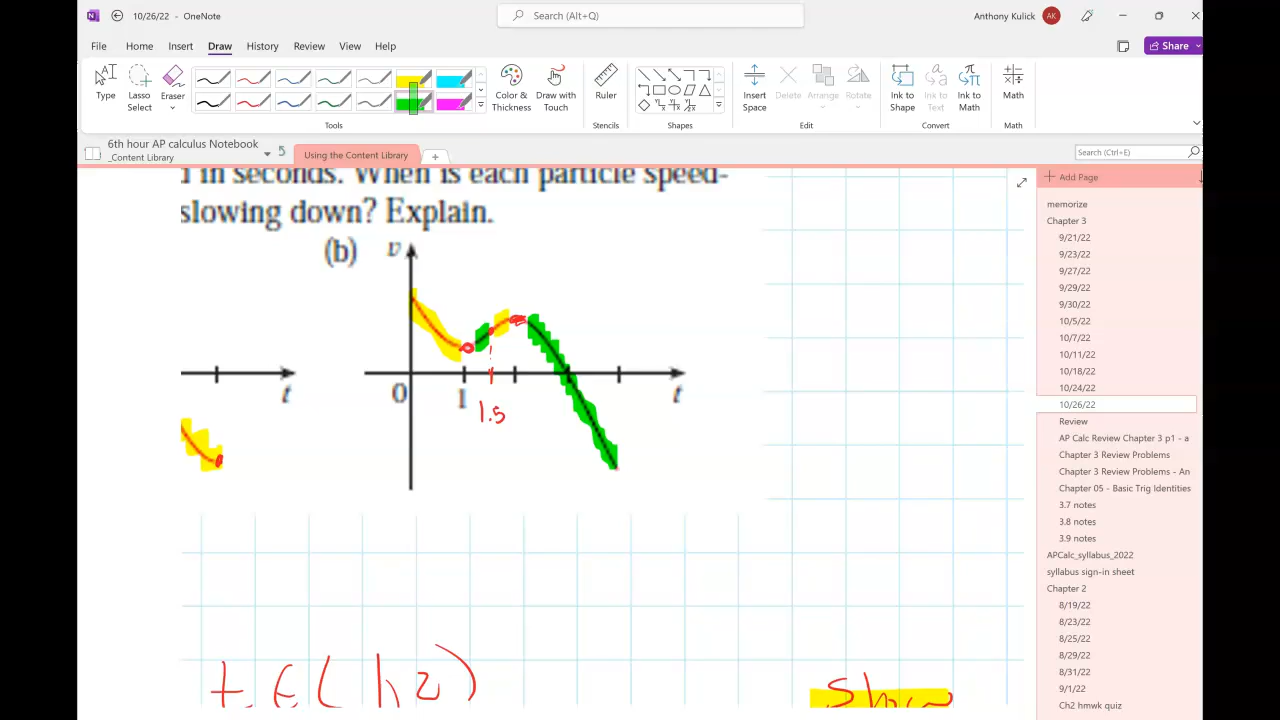 10/26/22 - OneNote
Search (Alt+Q)
Anthony Kulick
AK
File Home Insert Draw History Review View Help
Share
Type
Lasso Select
Eraser
Color & Thickness
Draw with Touch
Ruler
Insert Space
Delete
Arrange
Rotate
Ink to Shape
Ink to Text
Ink to Math
Math
Tools
Stencils
Shapes
Edit
Convert
Math
6th hour AP calculus Notebook
_Content Library
Using the Content Library
Search (Ctrl+E)
d in seconds. When is each particle speed-
slowing down? Explain.
(b)
v
0
1
t
t
1.5
Add Page
memorize
Chapter 3
9/21/22
9/23/22
9/27/22
9/29/22
9/30/22
10/5/22
10/7/22
10/11/22
10/18/22
10/24/22
10/26/22
Review
AP Calc Review Chapter 3 p1 - a
Chapter 3 Review Problems
Chapter 3 Review Problems - An
Chapter 05 - Basic Trig Identities
3.7 notes
3.8 notes
3.9 notes
APCalc_syllabus_2022
syllabus sign-in sheet
Chapter 2
8/19/22
8/23/22
8/25/22
8/29/22
8/31/22
9/1/22
Ch2 hmwk quiz